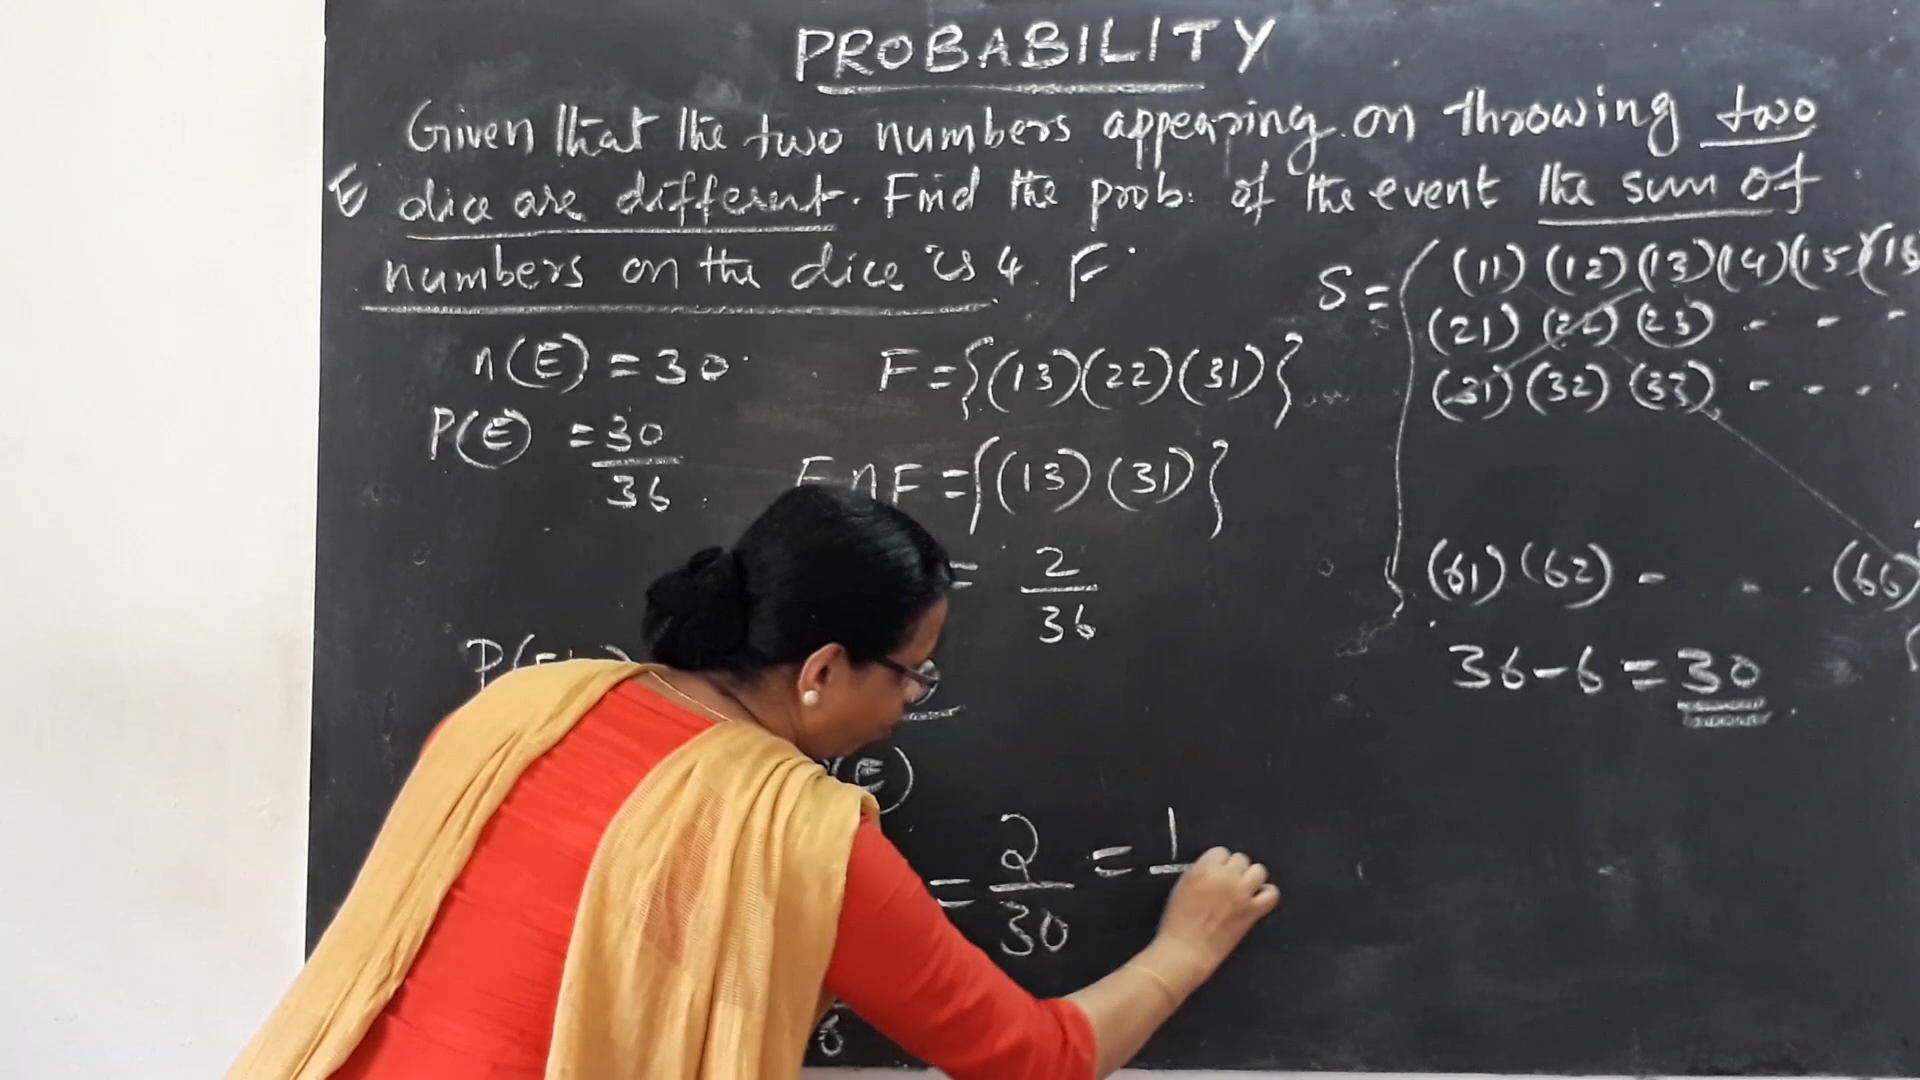 PROBABILITY
Given that the two numbers appearing on throwing two
E dice are different. Find the prob. of the event the sum of
numbers on the dice is 4. F
S = { (11) (12) (13) (14) (15) (16
(21) (22) (23) - - -
(31) (32) (33) - - - -
(61) (62) - - . (66)
36-6 = 30
n(E) = 30
P(E) = 30/36
F = {(13)(22)(31)}
E∩F = {(13) (31)}
= 2/36
P(
(E)
= 2/30 = 1